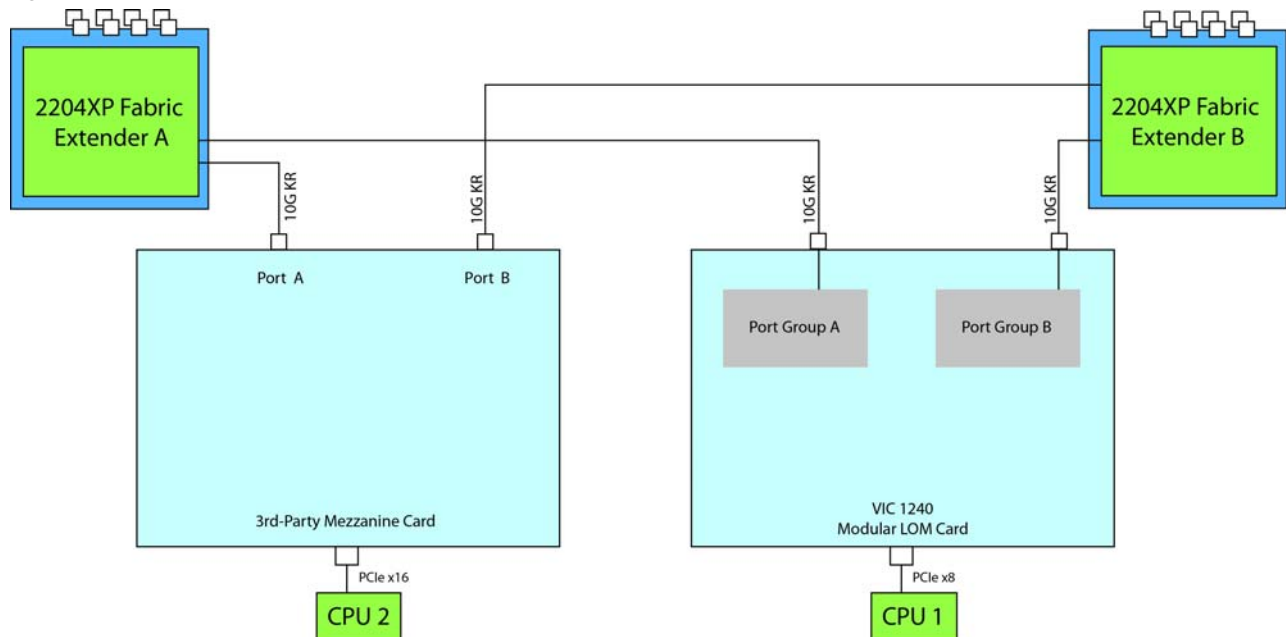 2204XP Fabric
Extender A
2204XP Fabric
Extender B
10G KR
10G KR
10G KR
10G KR
Port A
Port B
Port Group A
Port Group B
3rd-Party Mezzanine Card
VIC 1240
Modular LOM Card
PCIe x16
PCIe x8
CPU 2
CPU 1